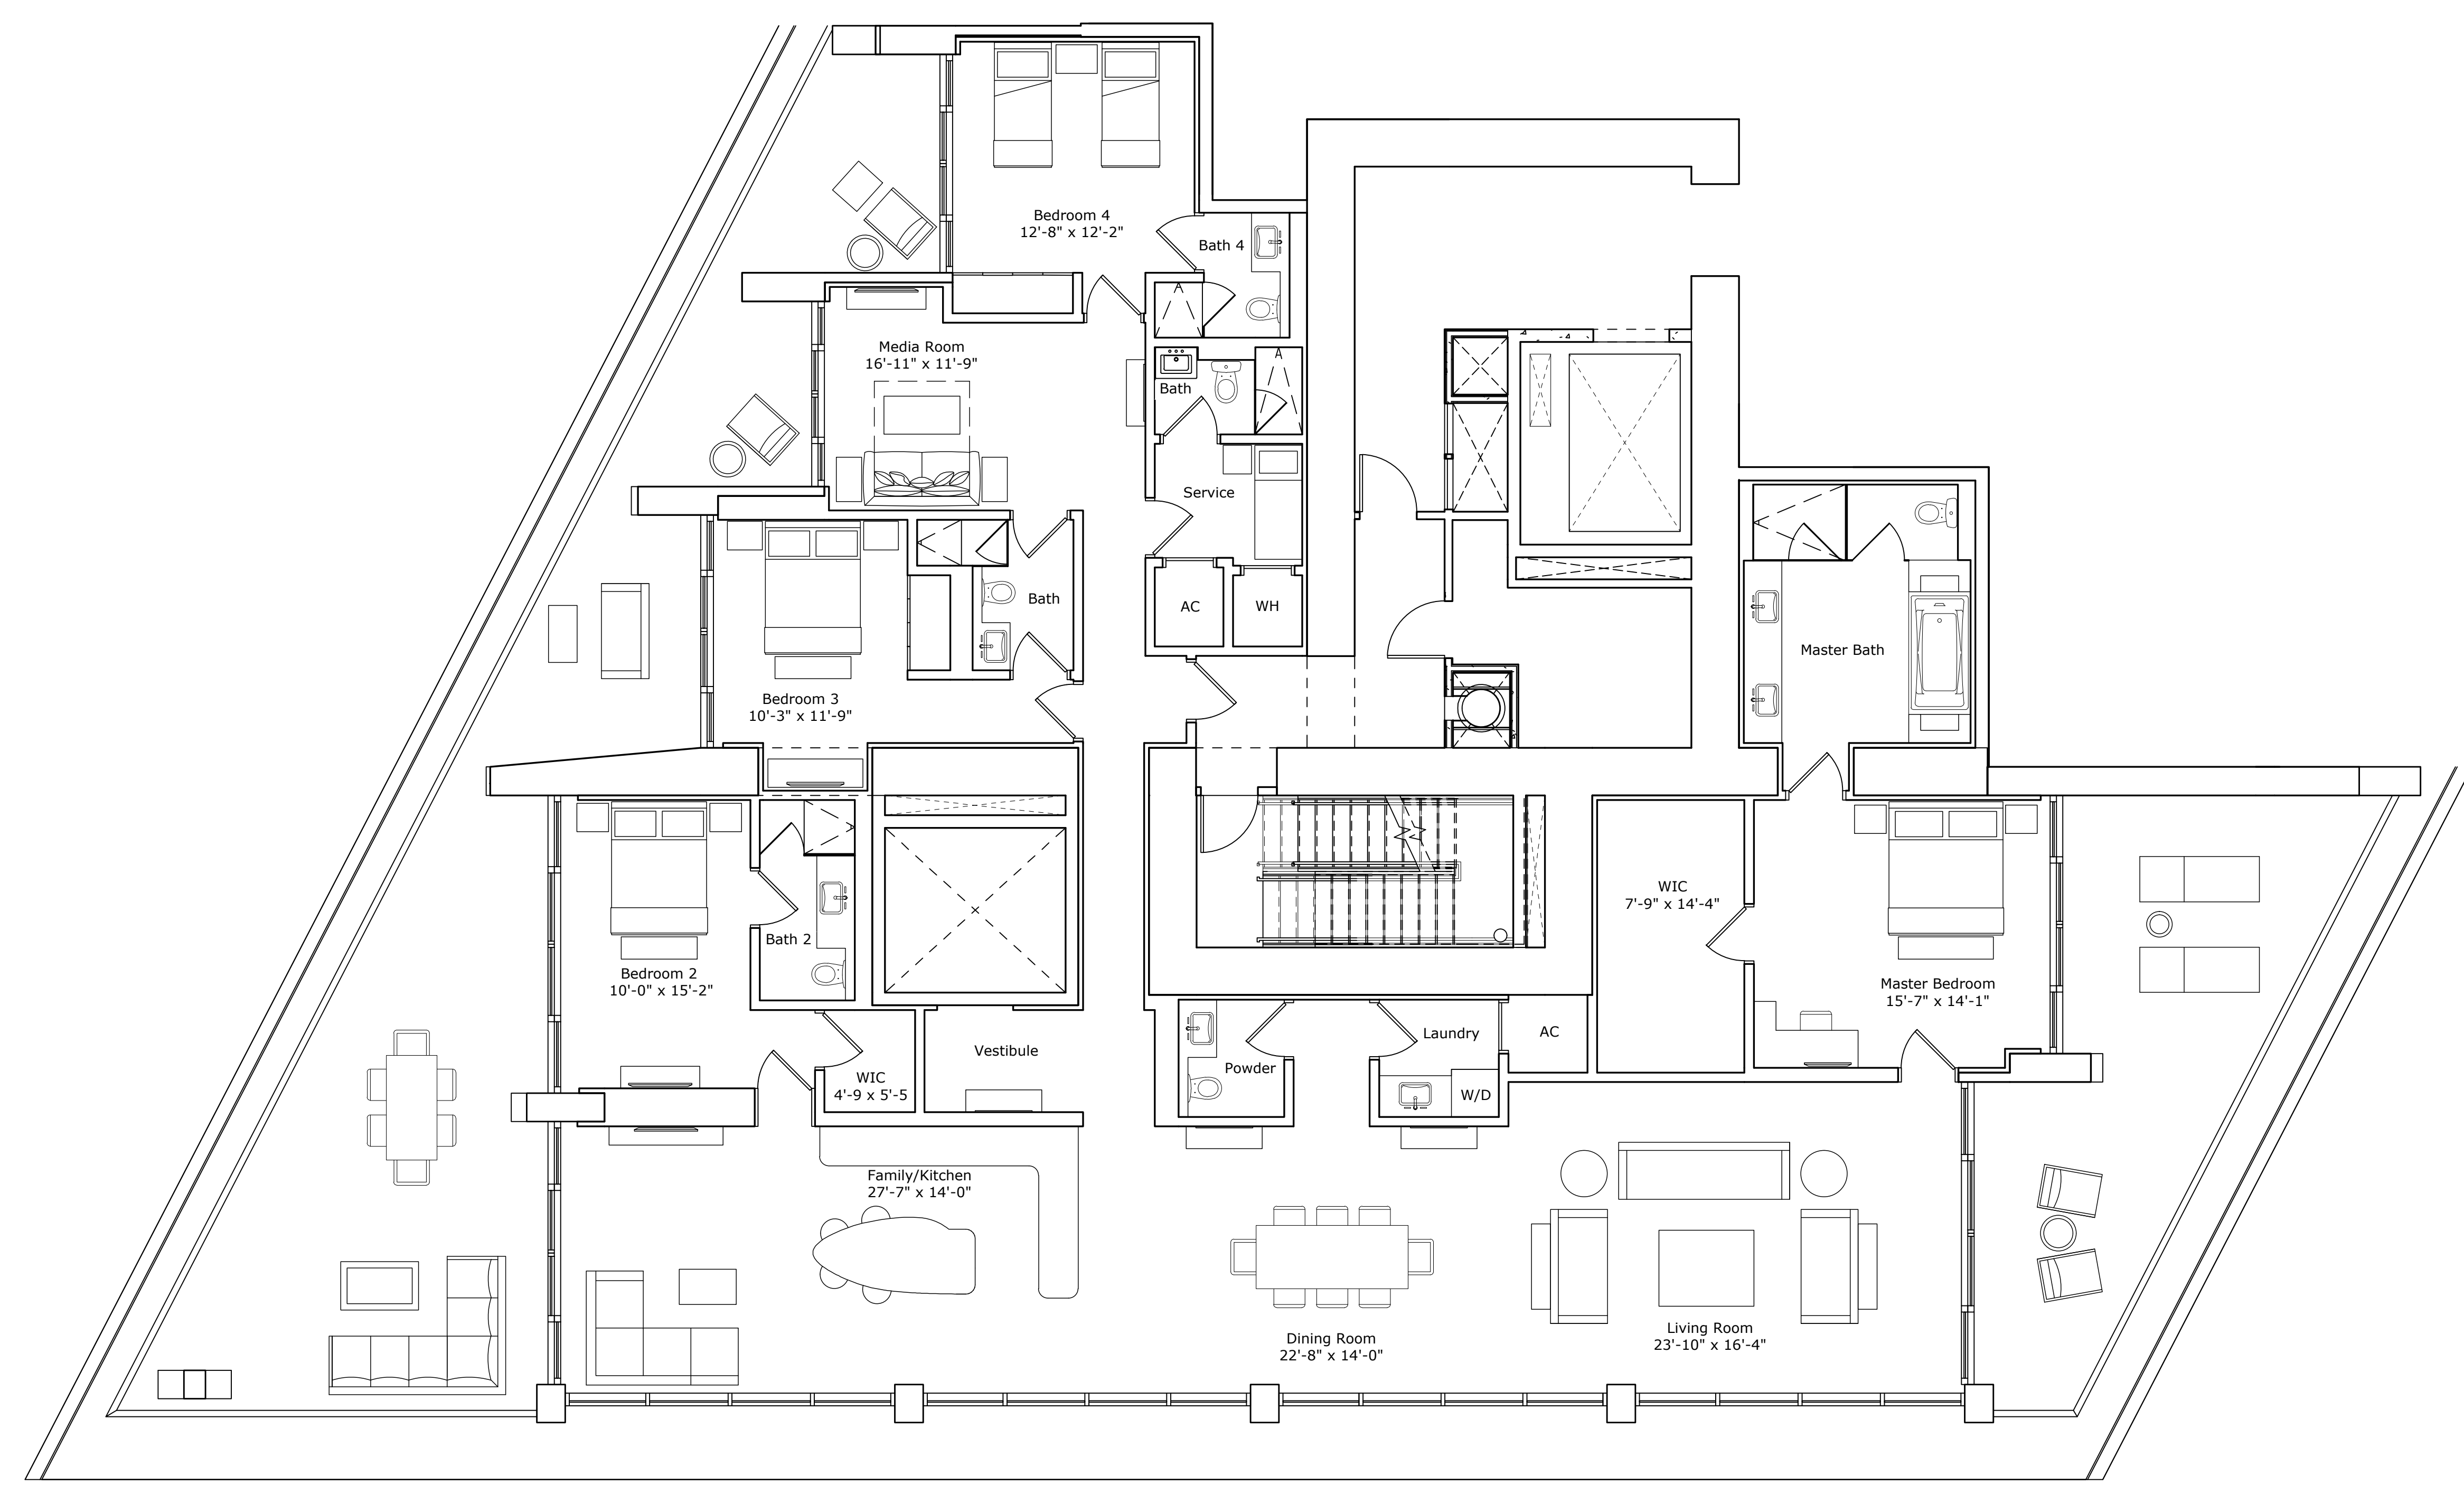 Bedroom 4
12'-8" x 12'-2"
Bath 4
A
Media Room
16'-11" x 11'-9"
A
Bath
Service
A
Bath
AC
WH
Bedroom 3
10'-3" x 11'-9"
A
Master Bath
A
Bath 2
Bedroom 2
10'-0" x 15'-2"
WIC
7'-9" x 14'-4"
Master Bedroom
15'-7" x 14'-1"
Vestibule
WIC
4'-9 x 5'-5
Powder
Laundry
AC
W/D
Family/Kitchen
27'-7" x 14'-0"
Dining Room
22'-8" x 14'-0"
Living Room
23'-10" x 16'-4"